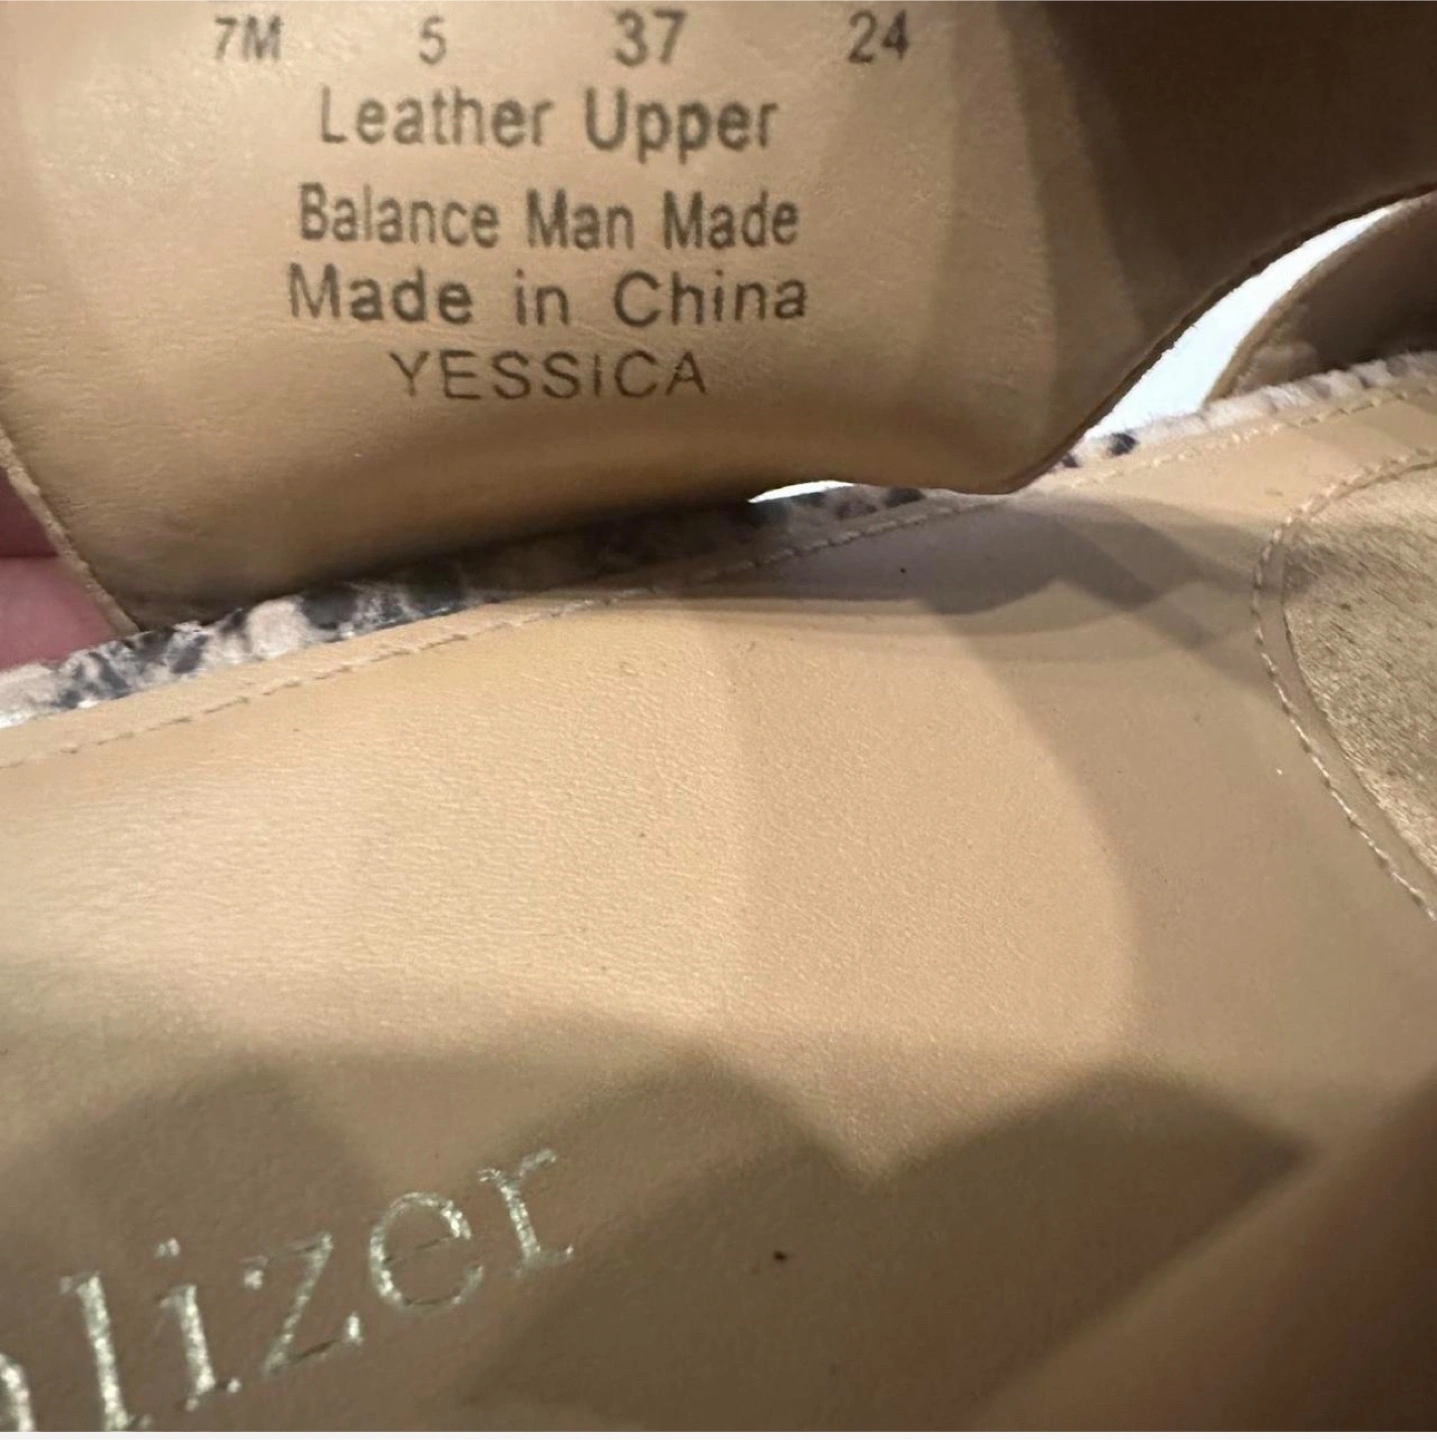 7M 5 37 24
Leather Upper
Balance Man Made
Made in China
YESSICA
lizer